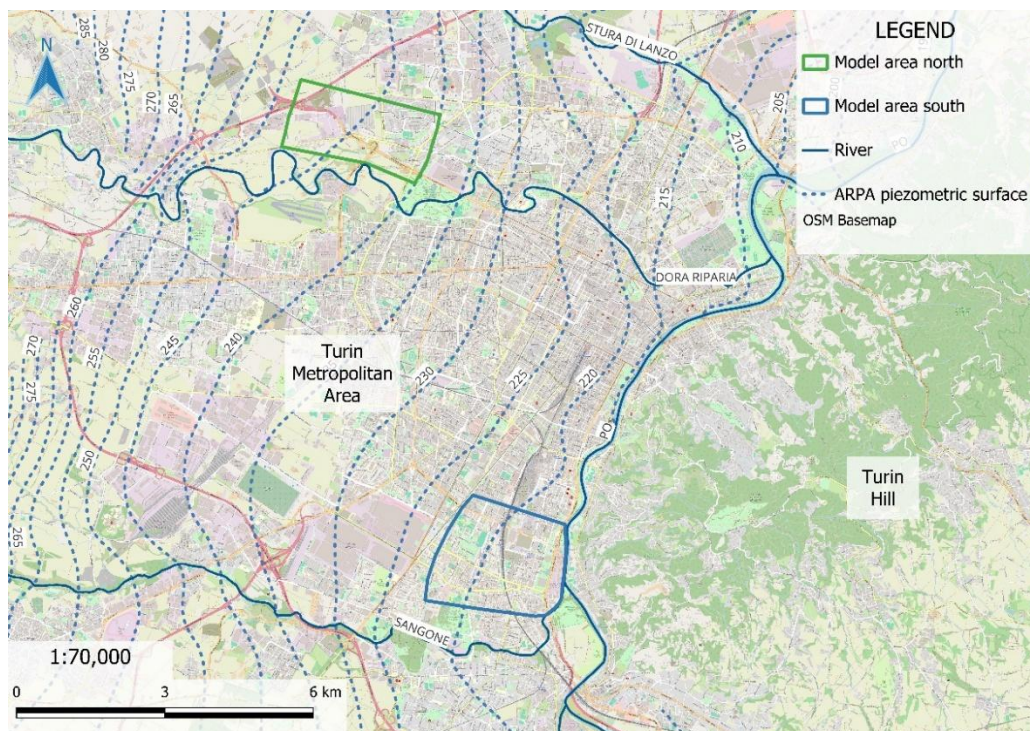 N
285
280
275
270
265
STURA DI LANZO
205
210
215
PO
LEGEND
Model area north
Model area south
River
ARPA piezometric surface
OSM Basemap
DORA RIPARIA
260
270
255
275
245
240
Turin
Metropolitan
Area
230
225
220
PO
250
265
Turin
Hill
SANGONE
1:70,000
0 3 6 km